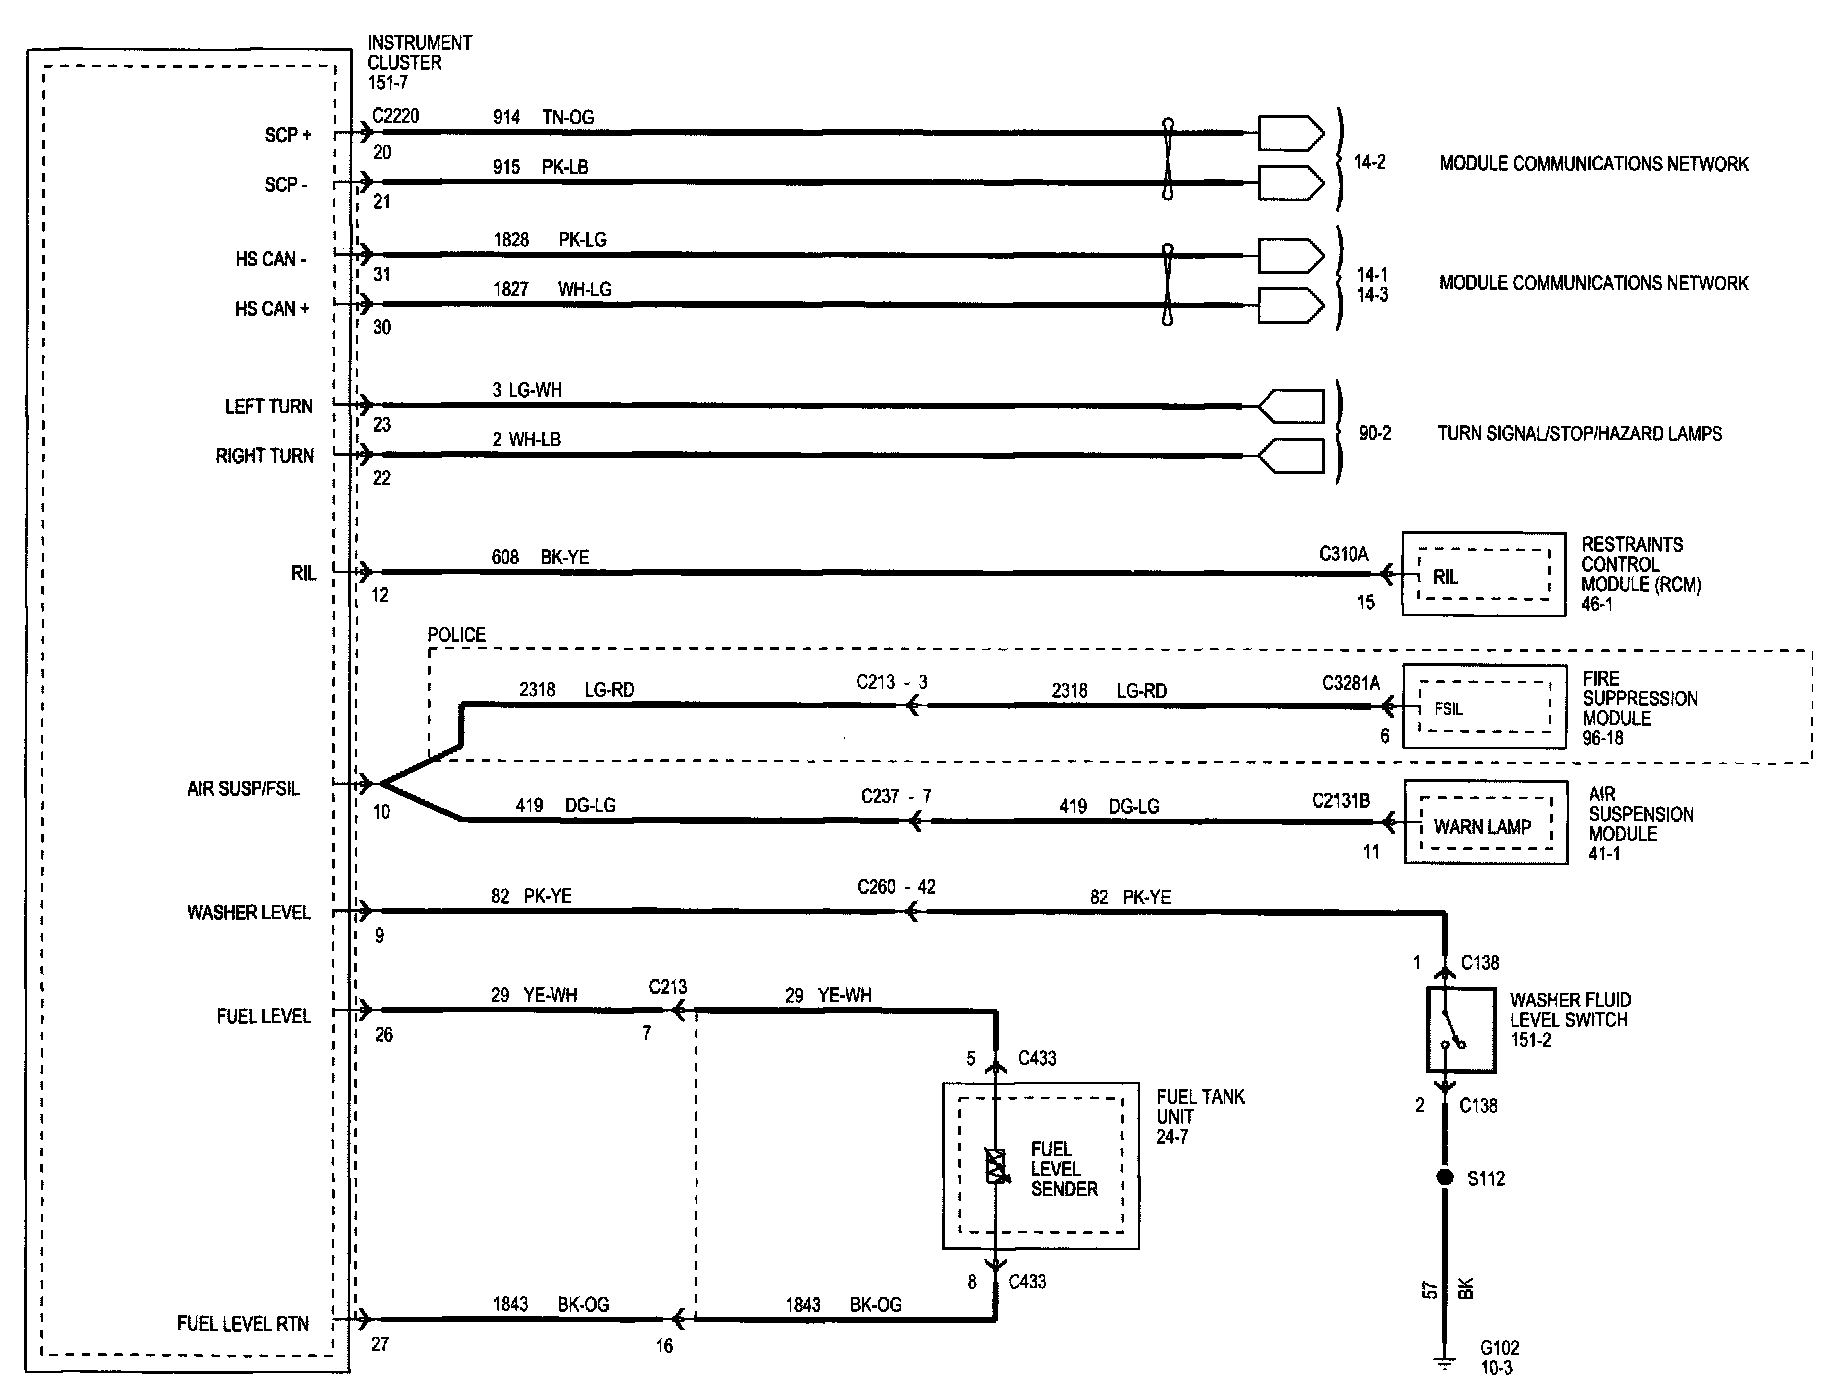 INSTRUMENT
CLUSTER
151-7
C2220
SCP +
20
914 TN-OG
14-2
MODULE COMMUNICATIONS NETWORK
SCP -
21
915 PK-LB
HS CAN -
31
1828 PK-LG
14-1
14-3
MODULE COMMUNICATIONS NETWORK
HS CAN +
30
1827 WH-LG
LEFT TURN
23
3 LG-WH
90-2
TURN SIGNAL/STOP/HAZARD LAMPS
RIGHT TURN
22
2 WH-LB
RIL
12
608 BK-YE
C310A
15
RIL
RESTRAINTS
CONTROL
MODULE (RCM)
46-1
POLICE
2318 LG-RD
C213 - 3
2318 LG-RD
C3281A
6
FSIL
FIRE
SUPPRESSION
MODULE
96-18
AIR SUSP/FSIL
10
419 DG-LG
C237 - 7
419 DG-LG
C2131B
11
WARN LAMP
AIR
SUSPENSION
MODULE
41-1
WASHER LEVEL
9
82 PK-YE
C260 - 42
82 PK-YE
1 C138
WASHER FLUID
LEVEL SWITCH
151-2
2 C138
S112
57 BK
G102
10-3
FUEL LEVEL
26
29 YE-WH
C213
7
29 YE-WH
5 C433
FUEL TANK
UNIT
24-7
FUEL
LEVEL
SENDER
8 C433
FUEL LEVEL RTN
27
1843 BK-OG
16
1843 BK-OG